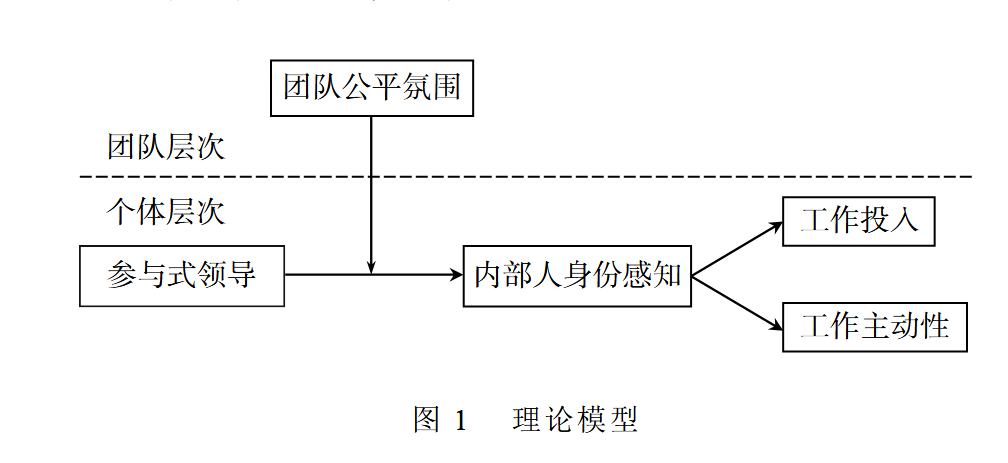 团队公平氛围
团队层次
个体层次
工作投入
参与式领导
内部人身份感知
工作主动性
图 1 理论模型